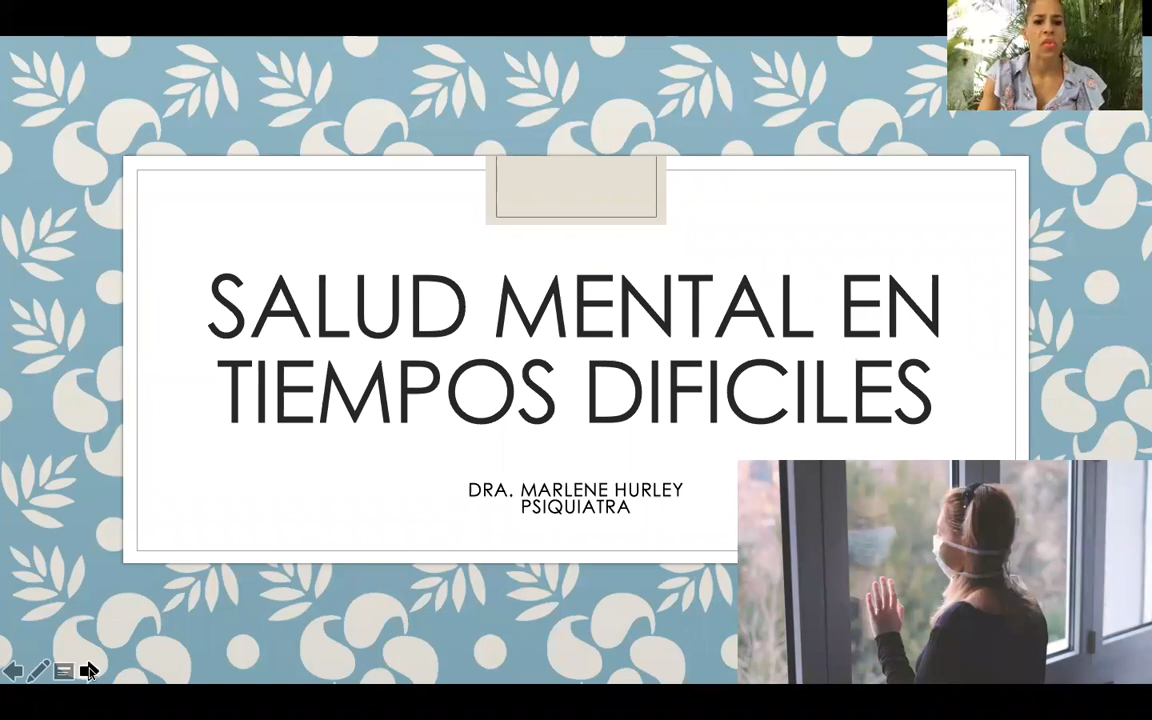 SALUD MENTAL EN
TIEMPOS DIFICILES
DRA. MARLENE HURLEY
PSIQUIATRA